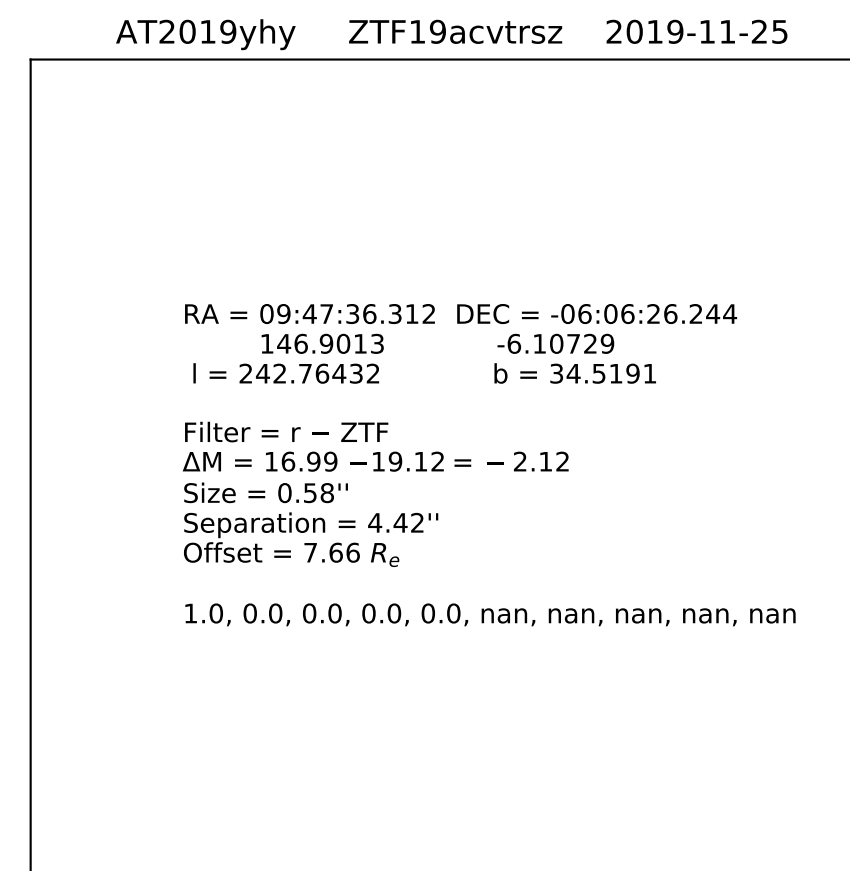 AT2019yhy ZTF19acvtrsz 2019-11-25
RA = 09:47:36.312 DEC = -06:06:26.244
146.9013 -6.10729
l = 242.76432 b = 34.5191
Filter = r − ZTF
ΔM = 16.99 −19.12 = − 2.12
Size = 0.58''
Separation = 4.42''
Offset = 7.66 Rₑ
1.0, 0.0, 0.0, 0.0, 0.0, nan, nan, nan, nan, nan